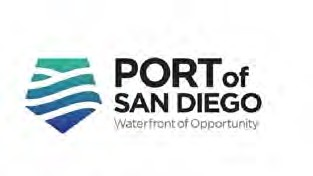 PORT of
SAN DIEGO
Waterfront of Opportunity